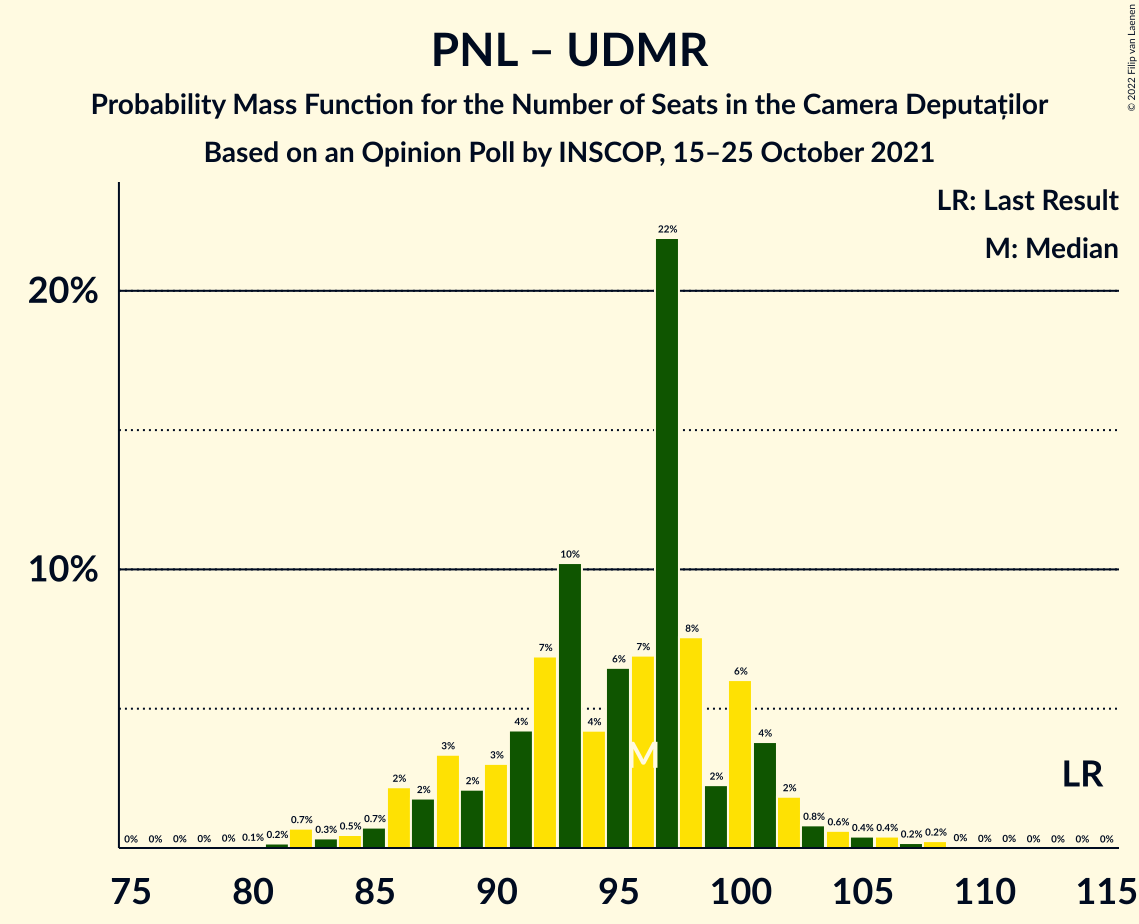 PNL – UDMR
Probability Mass Function for the Number of Seats in the Camera Deputaților
Based on an Opinion Poll by INSCOP, 15–25 October 2021
© 2022 Filip van Laenen
LR: Last Result
M: Median
20%
10%
0% 0% 0% 0% 0% 0.1% 0.2% 0.7% 0.3% 0.5% 0.7% 2% 2% 3% 2% 3% 4% 7% 10% 4% 6% 7% 22% 8% 2% 6% 4% 2% 0.8% 0.6% 0.4% 0.4% 0.2% 0.2% 0% 0% 0% 0% 0% 0% 0%
M
LR
75 80 85 90 95 100 105 110 115